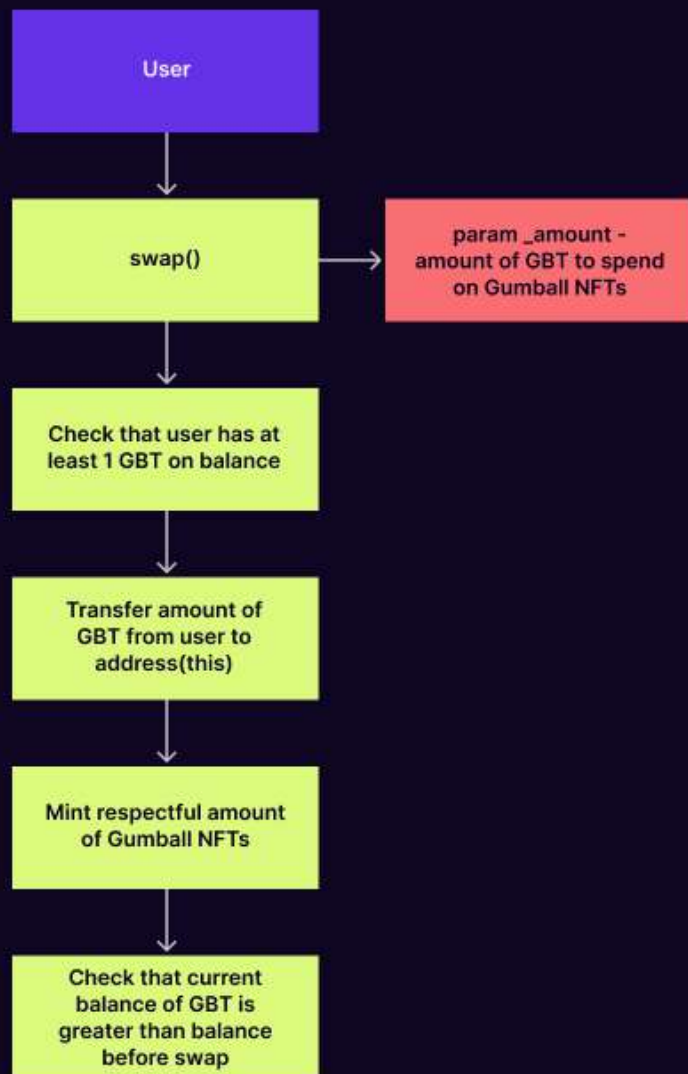 User
swap()
param _amount -
amount of GBT to spend
on Gumball NFTs
Check that user has at
least 1 GBT on balance
Transfer amount of
GBT from user to
address(this)
Mint respectful amount
of Gumball NFTs
Check that current
balance of GBT is
greater than balance
before swap